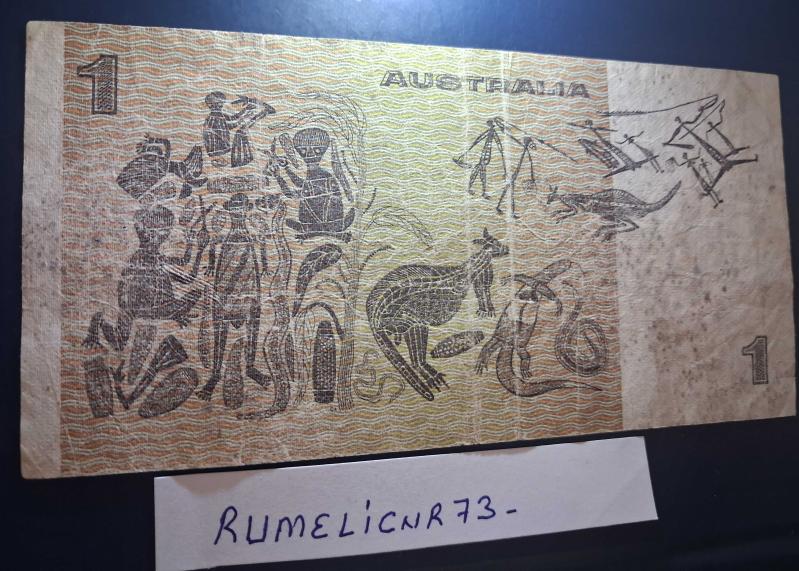 1
AUSTRALIA
1
RUMELiCNR73-